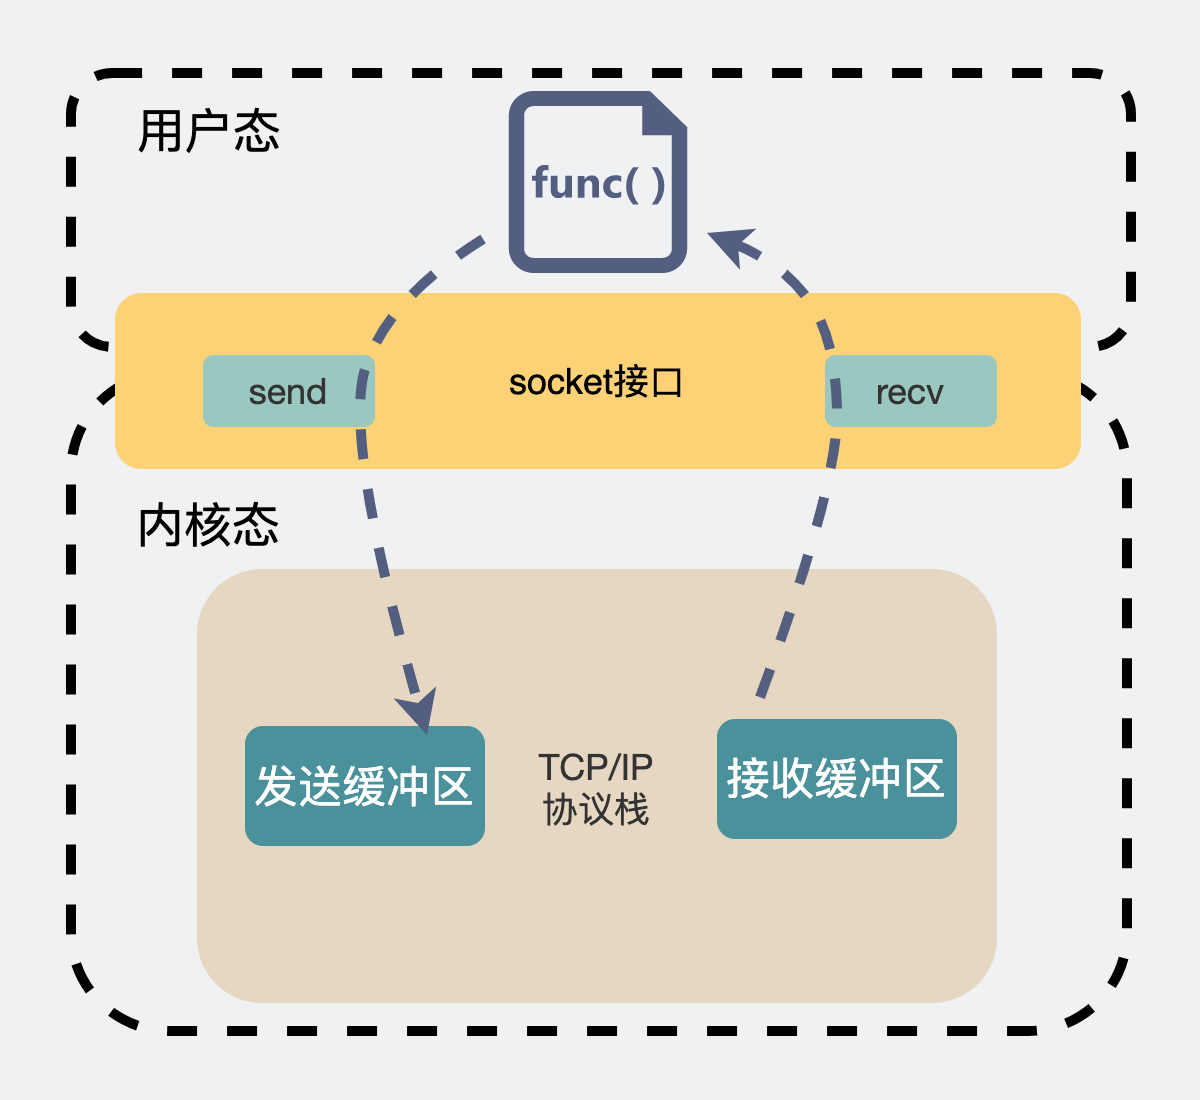 用户态
func( )
send
socket接口
recv
内核态
发送缓冲区
TCP/IP
协议栈
接收缓冲区